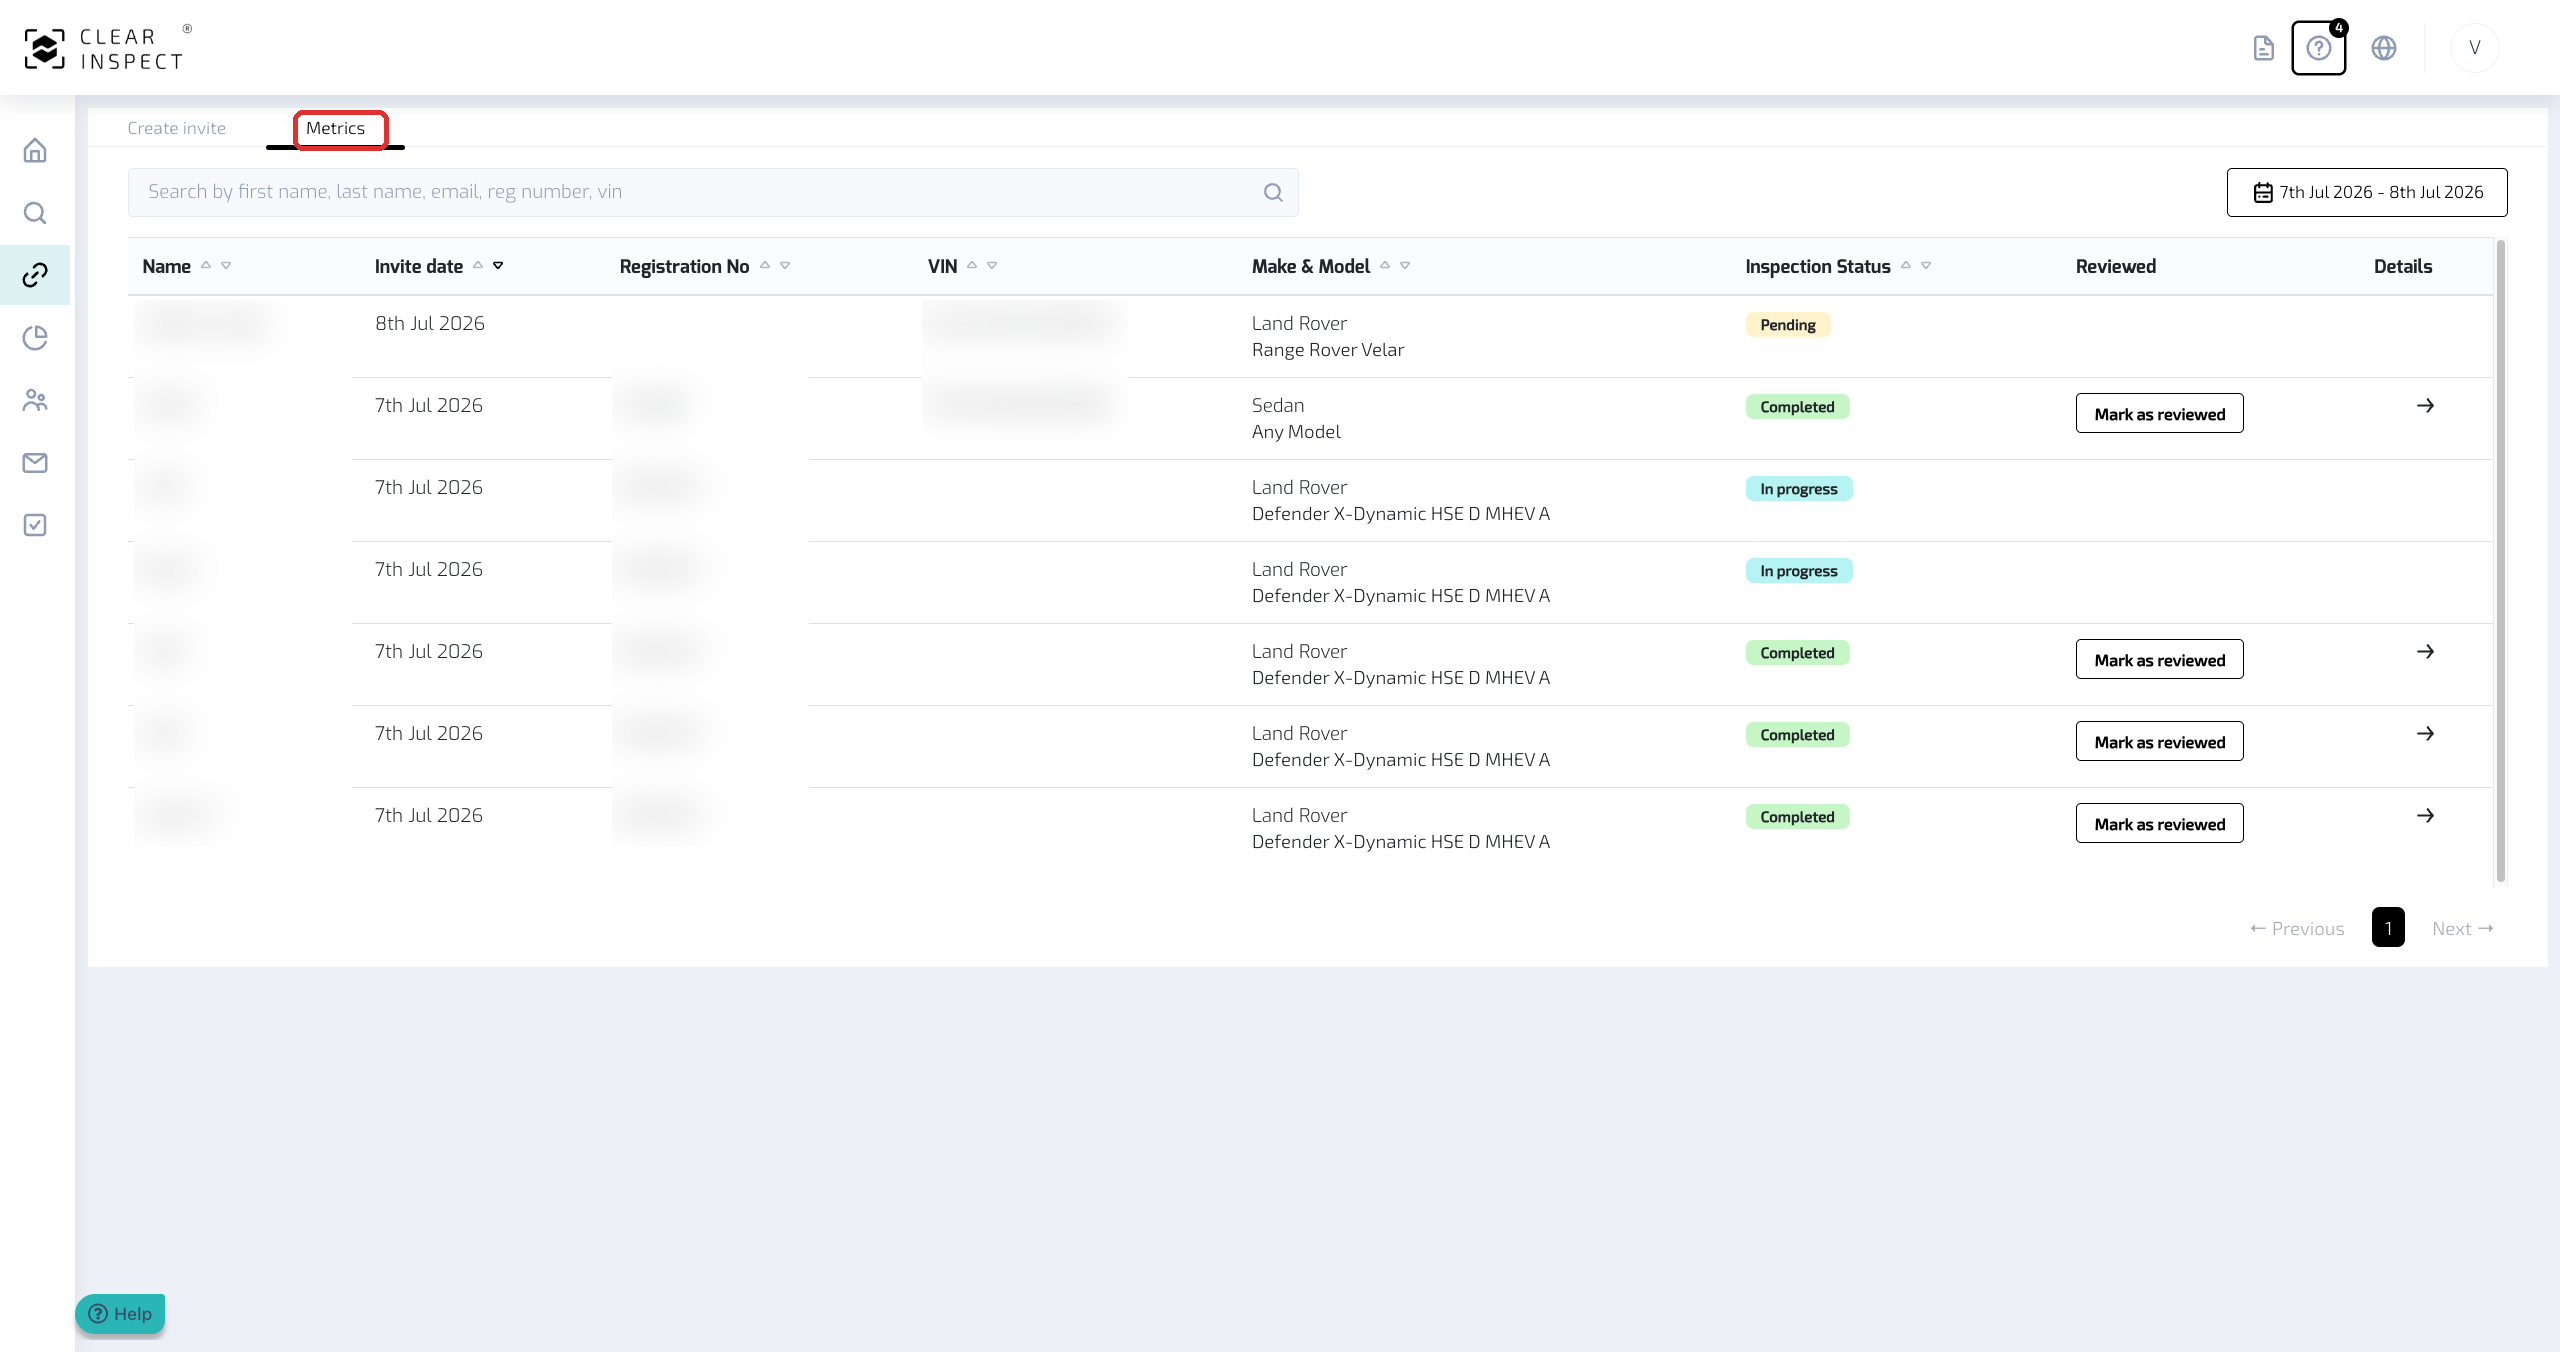 CLEAR
INSPECT ®
4
V
Create invite
Metrics
Search by first name, last name, email, reg number, vin
7th Jul 2026 - 8th Jul 2026
Name Invite date Registration No VIN Make & Model Inspection Status Reviewed Details
8th Jul 2026 Land Rover Pending
Range Rover Velar
7th Jul 2026 Sedan Completed Mark as reviewed →
Any Model
7th Jul 2026 Land Rover In progress
Defender X-Dynamic HSE D MHEV A
7th Jul 2026 Land Rover In progress
Defender X-Dynamic HSE D MHEV A
7th Jul 2026 Land Rover Completed Mark as reviewed →
Defender X-Dynamic HSE D MHEV A
7th Jul 2026 Land Rover Completed Mark as reviewed →
Defender X-Dynamic HSE D MHEV A
7th Jul 2026 Land Rover Completed Mark as reviewed →
Defender X-Dynamic HSE D MHEV A
← Previous 1 Next →
Help